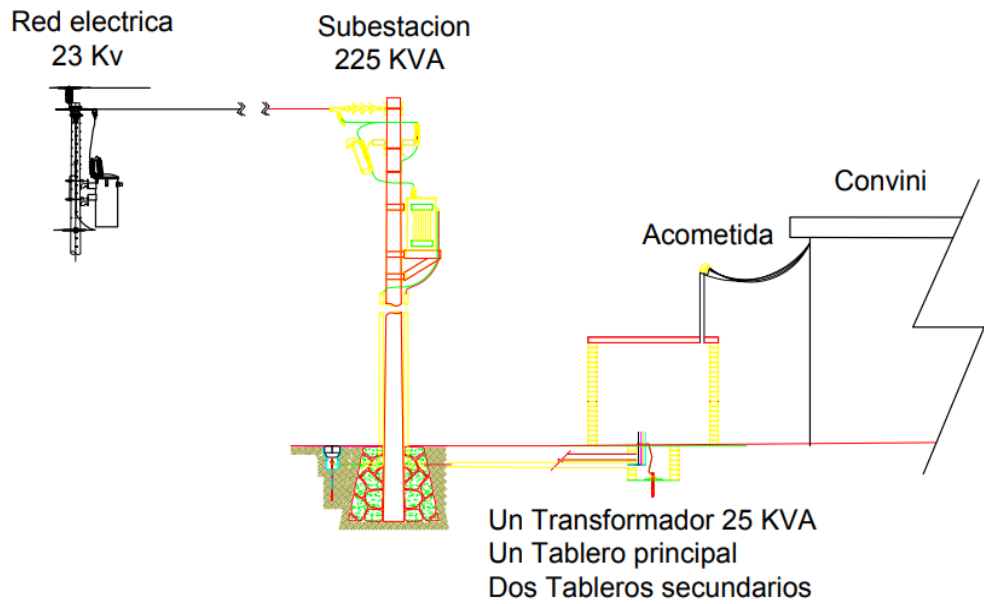 Red electrica
23 Kv
Subestacion
225 KVA
Convini
Acometida
Un Transformador 25 KVA
Un Tablero principal
Dos Tableros secundarios